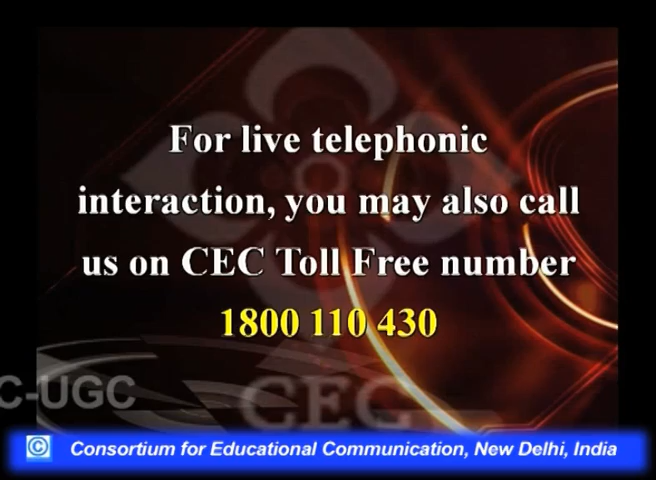 For live telephonic
interaction, you may also call
us on CEC Toll Free number
1800 110 430
C-UGC
CEC
© Consortium for Educational Communication, New Delhi, India